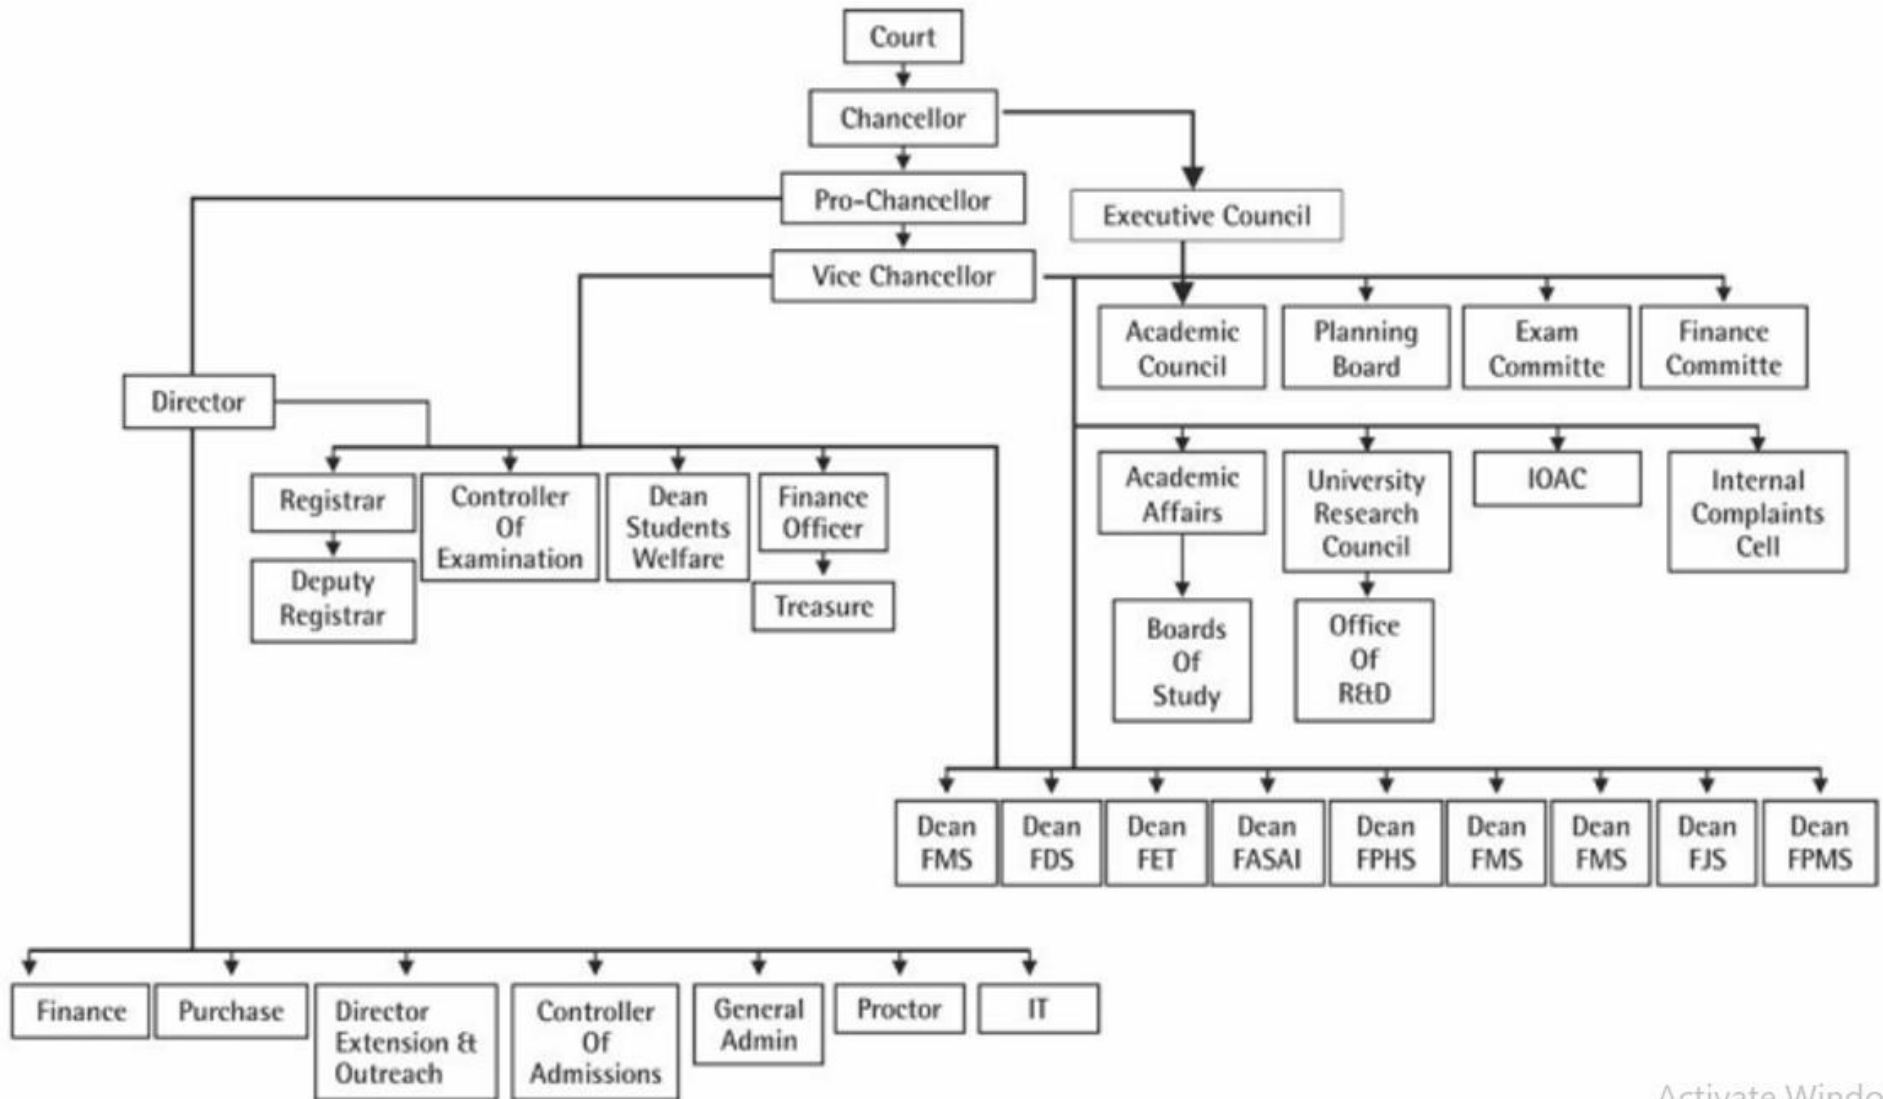 Court
Chancellor
Pro-Chancellor
Executive Council
Vice Chancellor
Academic
Council
Planning
Board
Exam
Committe
Finance
Committe
Director
Registrar
Controller
Of
Examination
Dean
Students
Welfare
Finance
Officer
Academic
Affairs
University
Research
Council
IOAC
Internal
Complaints
Cell
Deputy
Registrar
Treasure
Boards
Of
Study
Office
Of
R&D
Dean
FMS
Dean
FDS
Dean
FET
Dean
FASAI
Dean
FPHS
Dean
FMS
Dean
FMS
Dean
FJS
Dean
FPMS
Finance
Purchase
Director
Extension &
Outreach
Controller
Of
Admissions
General
Admin
Proctor
IT
Activate